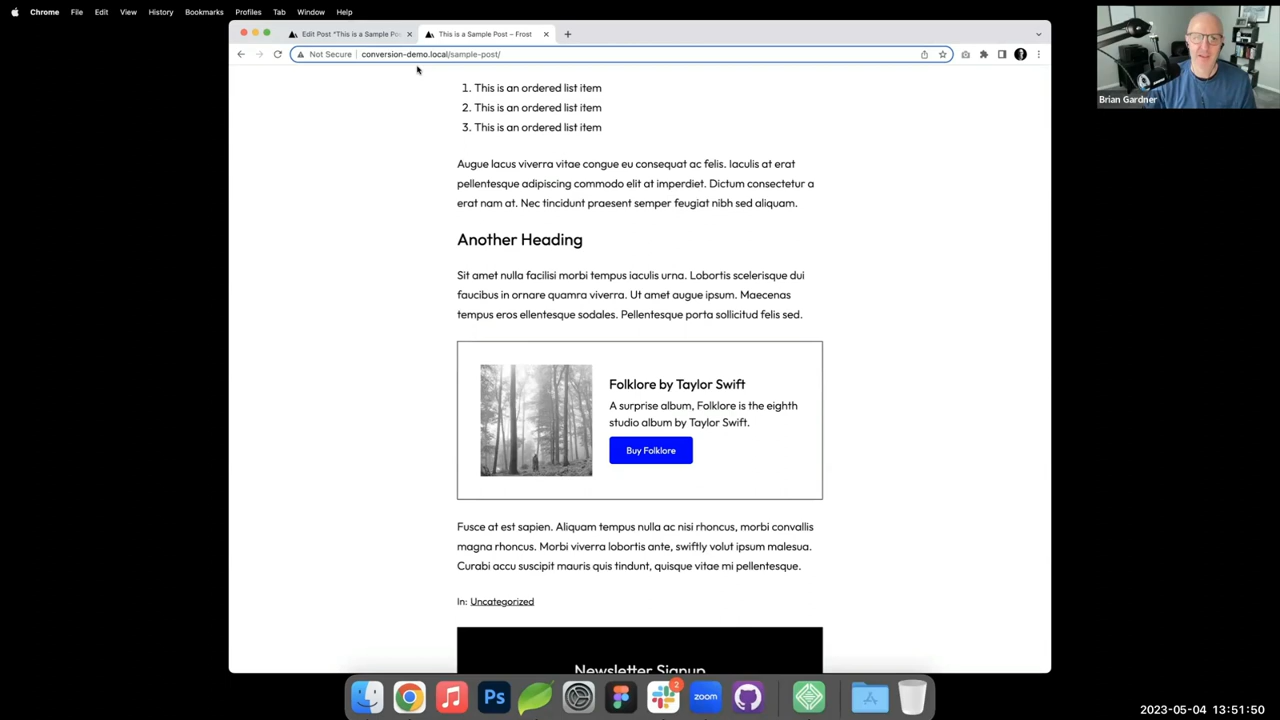 Chrome File Edit View History Bookmarks Profiles Tab Window Help
Edit Post "This is a Sample Po
This is a Sample Post – Frost
Not Secure conversion-demo.local/sample-post/
Brian Gardner
1. This is an ordered list item
2. This is an ordered list item
3. This is an ordered list item
Augue lacus viverra vitae congue eu consequat ac felis. Iaculis at erat
pellentesque adipiscing commodo elit at imperdiet. Dictum consectetur a
erat nam at. Nec tincidunt praesent semper feugiat nibh sed aliquam.
Another Heading
Sit amet nulla facilisi morbi tempus iaculis urna. Lobortis scelerisque dui
faucibus in ornare quamra viverra. Ut amet augue ipsum. Maecenas
tempus eros ellentesque sodales. Pellentesque porta sollicitud felis sed.
Folklore by Taylor Swift
A surprise album, Folklore is the eighth
studio album by Taylor Swift.
Buy Folklore
Fusce at est sapien. Aliquam tempus nulla ac nisi rhoncus, morbi convallis
magna rhoncus. Morbi viverra lobortis ante, swiftly volut ipsum malesua.
Curabi accu suscipit mauris quis tindunt, quisque vitae mi pellentesque.
In: Uncategorized
Newsletter Signup
Ps
2
zoom
2023-05-04 13:51:50